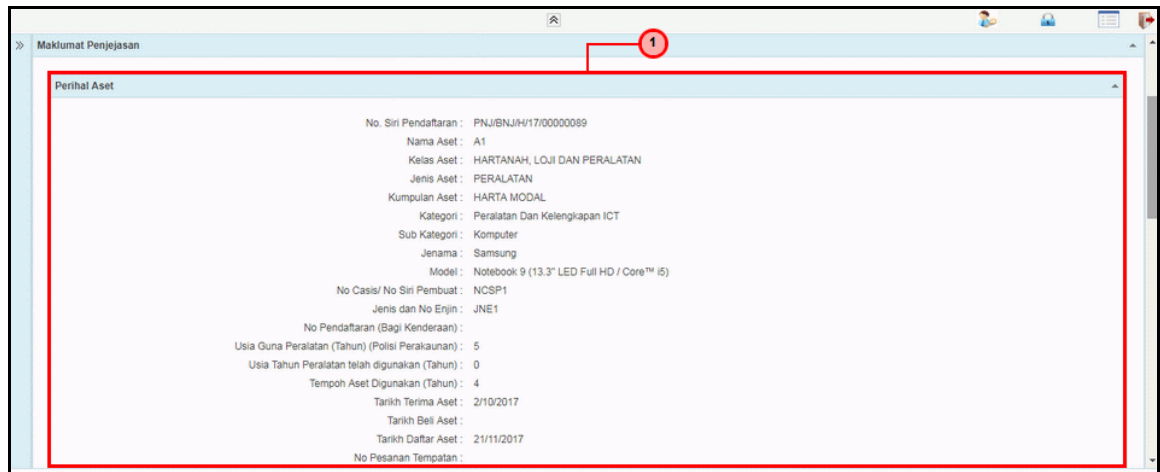 1
Maklumat Penjejasan
Perihal Aset
No. Siri Pendaftaran : PNJ/BNJ/H/17/00000089
Nama Aset : A1
Kelas Aset : HARTANAH, LOJI DAN PERALATAN
Jenis Aset : PERALATAN
Kumpulan Aset : HARTA MODAL
Kategori : Peralatan Dan Kelengkapan ICT
Sub Kategori : Komputer
Jenama : Samsung
Model : Notebook 9 (13.3" LED Full HD / Core™ i5)
No Casis/ No Siri Pembuat : NCSP1
Jenis dan No Enjin : JNE1
No Pendaftaran (Bagi Kenderaan) :
Usia Guna Peralatan (Tahun) (Polisi Perakaunan) : 5
Usia Tahun Peralatan telah digunakan (Tahun) : 0
Tempoh Aset Digunakan (Tahun) : 4
Tarikh Terima Aset : 2/10/2017
Tarikh Beli Aset :
Tarikh Daftar Aset : 21/11/2017
No Pesanan Tempatan :